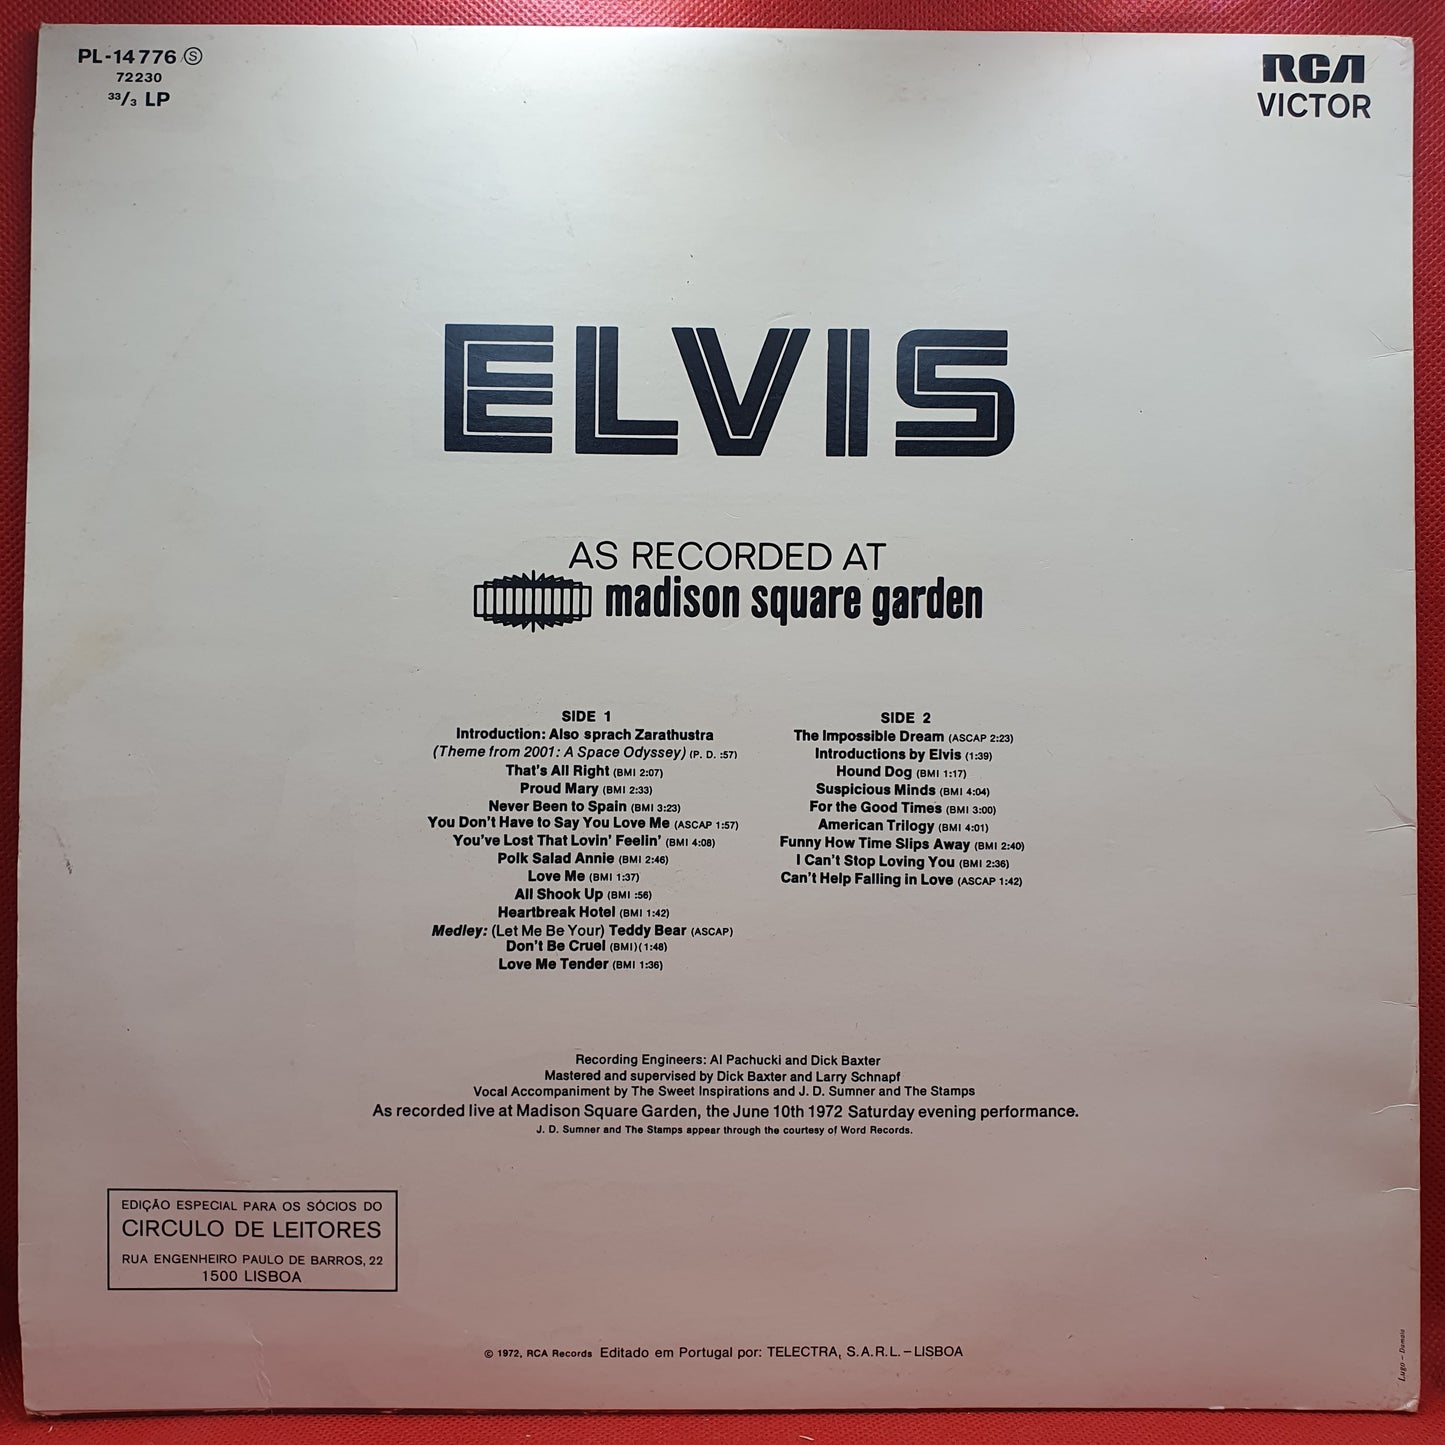 PL-14776 Ⓢ
72230
33/3 LP
RCA
VICTOR
ELVIS
AS RECORDED AT
madison square garden
SIDE 1
Introduction: Also sprach Zarathustra
(Theme from 2001: A Space Odyssey) (P. D. :57)
That's All Right (BMI 2:07)
Proud Mary (BMI 2:33)
Never Been to Spain (BMI 3:23)
You Don't Have to Say You Love Me (ASCAP 1:57)
You've Lost That Lovin' Feelin' (BMI 4:08)
Polk Salad Annie (BMI 2:46)
Love Me (BMI 1:37)
All Shook Up (BMI :56)
Heartbreak Hotel (BMI 1:42)
Medley: (Let Me Be Your) Teddy Bear (ASCAP)
Don't Be Cruel (BMI)(1:48)
Love Me Tender (BMI 1:36)
SIDE 2
The Impossible Dream (ASCAP 2:23)
Introductions by Elvis (1:39)
Hound Dog (BMI 1:17)
Suspicious Minds (BMI 4:04)
For the Good Times (BMI 3:00)
American Trilogy (BMI 4:01)
Funny How Time Slips Away (BMI 2:40)
I Can't Stop Loving You (BMI 2:36)
Can't Help Falling in Love (ASCAP 1:42)
Recording Engineers: Al Pachucki and Dick Baxter
Mastered and supervised by Dick Baxter and Larry Schnapf
Vocal Accompaniment by The Sweet Inspirations and J. D. Sumner and The Stamps
As recorded live at Madison Square Garden, the June 10th 1972 Saturday evening performance.
J. D. Sumner and The Stamps appear through the courtesy of Word Records.
EDIÇÃO ESPECIAL PARA OS SÓCIOS DO
CIRCULO DE LEITORES
RUA ENGENHEIRO PAULO DE BARROS, 22
1500 LISBOA
© 1972, RCA Records Editado em Portugal por: TELECTRA, S.A.R.L. – LISBOA
Lugo – Damaia